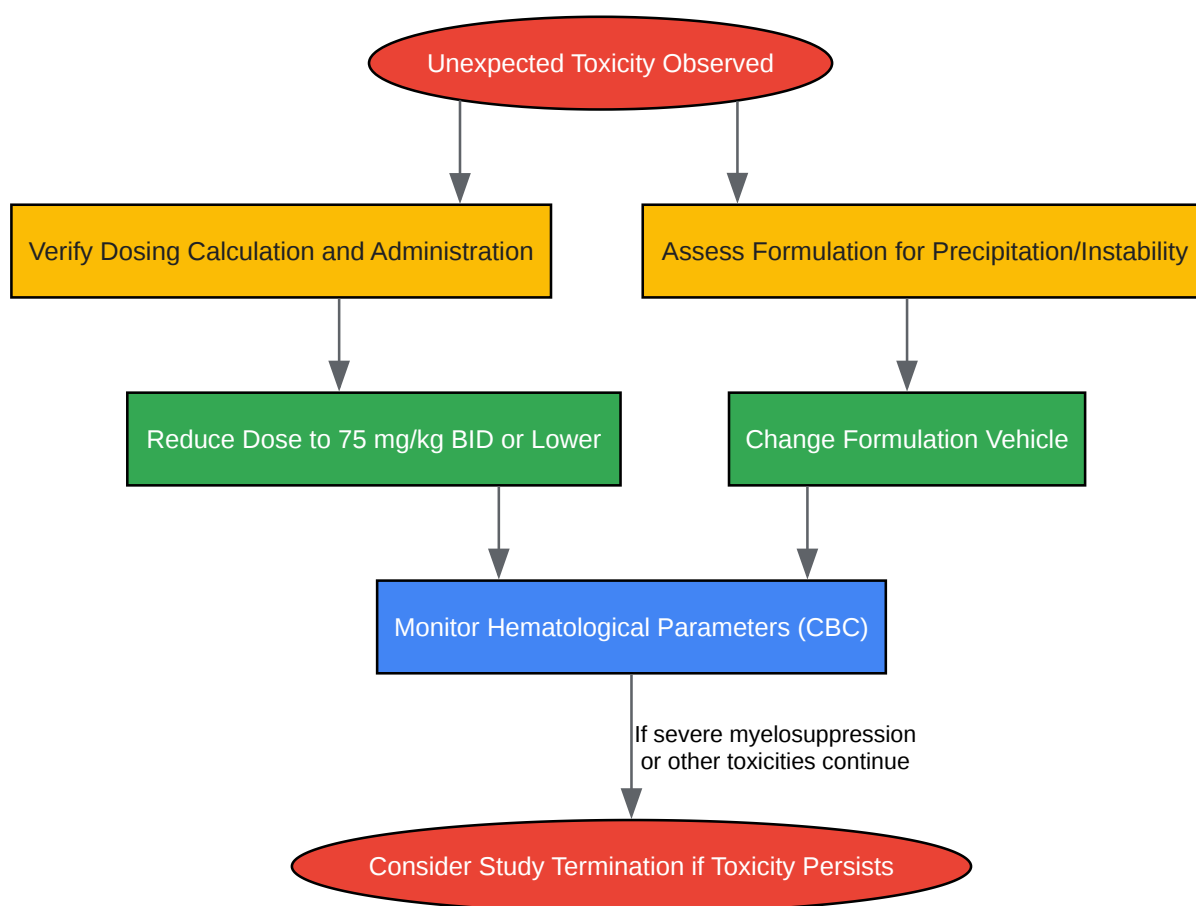 Unexpected Toxicity Observed
Verify Dosing Calculation and Administration
Assess Formulation for Precipitation/Instability
Reduce Dose to 75 mg/kg BID or Lower
Change Formulation Vehicle
Monitor Hematological Parameters (CBC)
If severe myelosuppression
or other toxicities continue
Consider Study Termination if Toxicity Persists